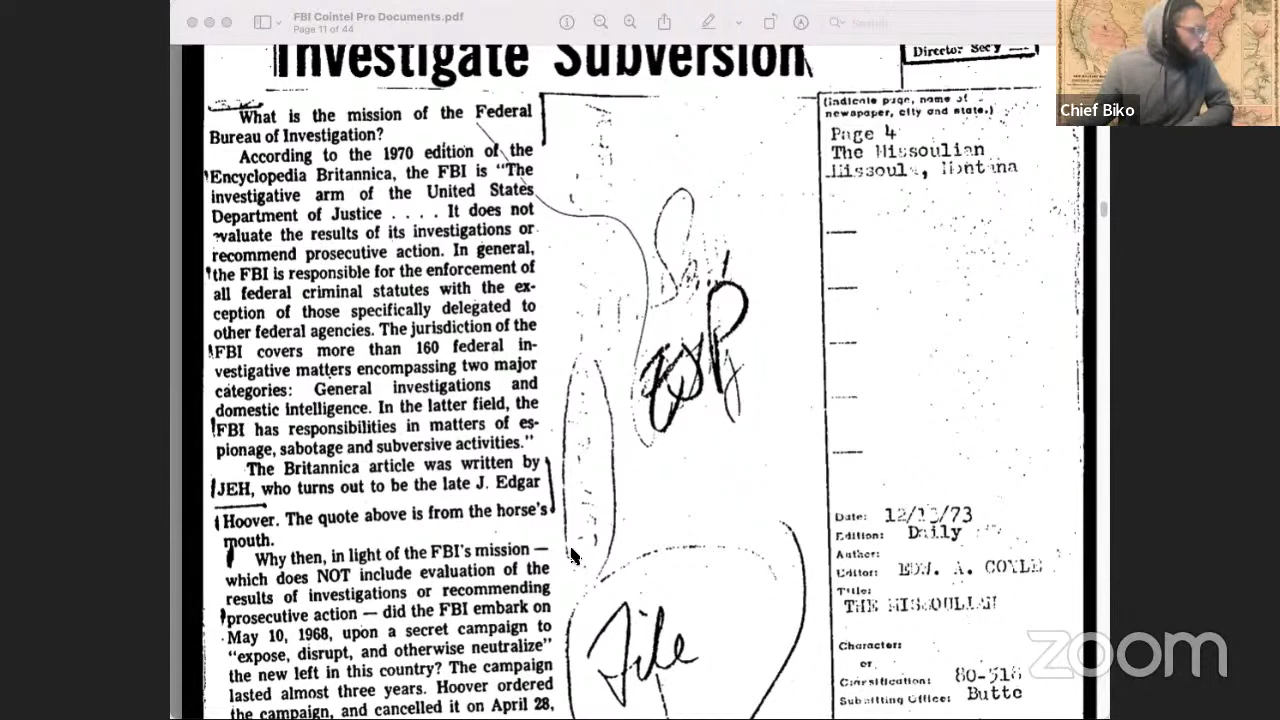 FBI Cointel Pro Documents.pdf
Page 11 of 44
Search
Chief Biko
Investigate Subversion
What is the mission of the Federal
Bureau of Investigation?
According to the 1970 edition of the
Encyclopedia Britannica, the FBI is "The
investigative arm of the United States
Department of Justice . . . . It does not
evaluate the results of its investigations or
recommend prosecutive action. In general,
the FBI is responsible for the enforcement of
all federal criminal statutes with the ex-
ception of those specifically delegated to
other federal agencies. The jurisdiction of the
FBI covers more than 160 federal in-
vestigative matters encompassing two major
categories: General investigations and
domestic intelligence. In the latter field, the
FBI has responsibilities in matters of es-
pionage, sabotage and subversive activities."
The Britannica article was written by
JEH, who turns out to be the late J. Edgar
Hoover. The quote above is from the horse's
mouth.
Why then, in light of the FBI's mission —
which does NOT include evaluation of the
results of investigations or recommending
prosecutive action — did the FBI embark on
May 10, 1968, upon a secret campaign to
"expose, disrupt, and otherwise neutralize"
the new left in this country? The campaign
lasted almost three years. Hoover ordered
the campaign, and cancelled it on April 28,
File
Director Sec'y
(Indicate page, name of
newspaper, city and state.)
Page 4
The Missoulian
Missoula, Montana
Date: 12/13/73
Edition: Daily
Author:
Editor: EDW. A. COYLE
Title:
THE MISSOULIAN
Character:
or
Classification: 80-518
Submitting Office: Butte
zoom